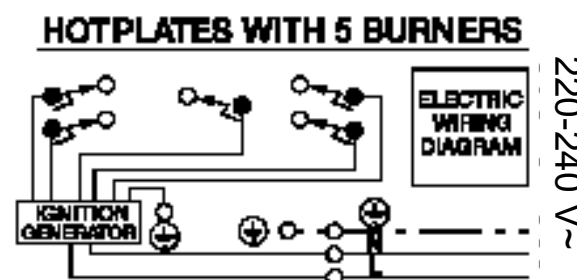 HOTPLATES WITH 5 BURNERS
ELECTRIC
WIRING
DIAGRAM
220-240 V~
IGNITION
GENERATOR